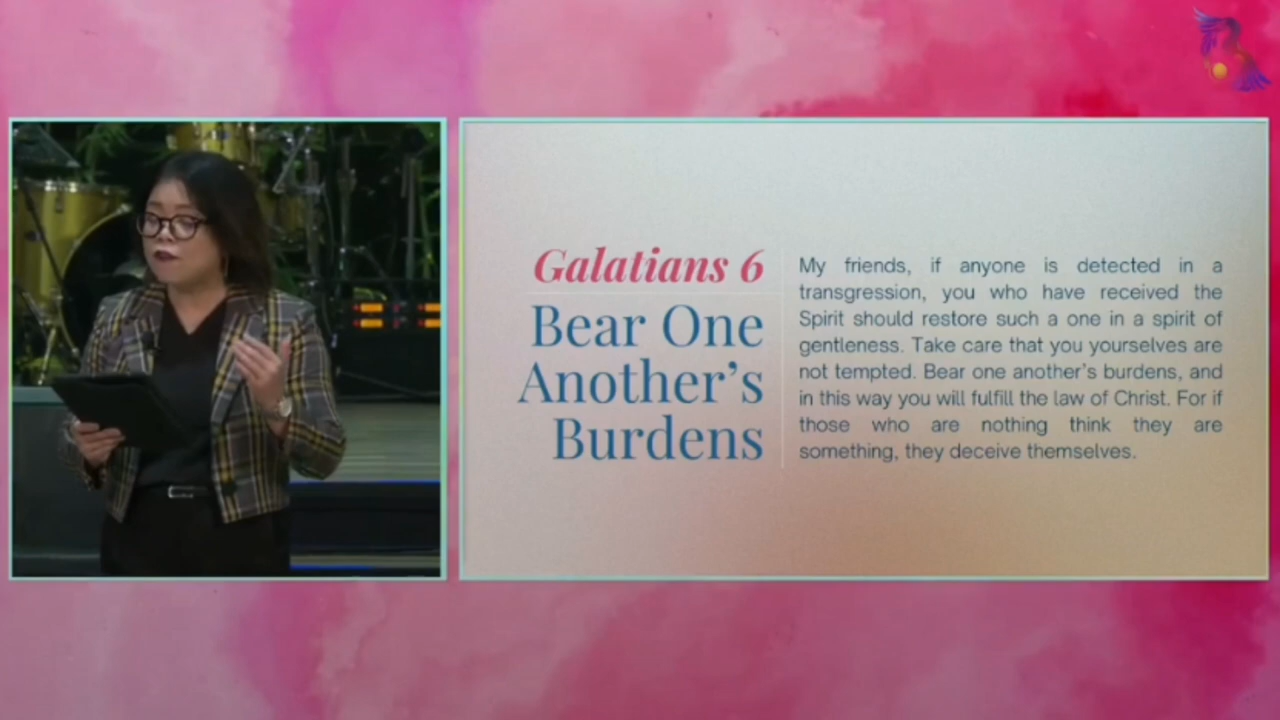 Galatians 6
Bear One
Another's
Burdens
My friends, if anyone is detected in a
transgression, you who have received the
Spirit should restore such a one in a spirit of
gentleness. Take care that you yourselves are
not tempted. Bear one another's burdens, and
in this way you will fulfill the law of Christ. For if
those who are nothing think they are
something, they deceive themselves.